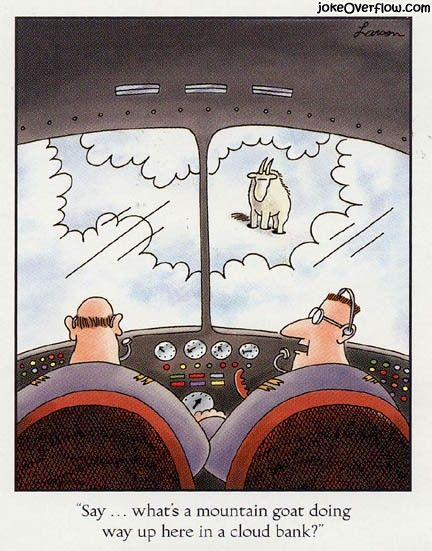 jokeOverflow.com
Larson
"Say ... what's a mountain goat doing
way up here in a cloud bank?"